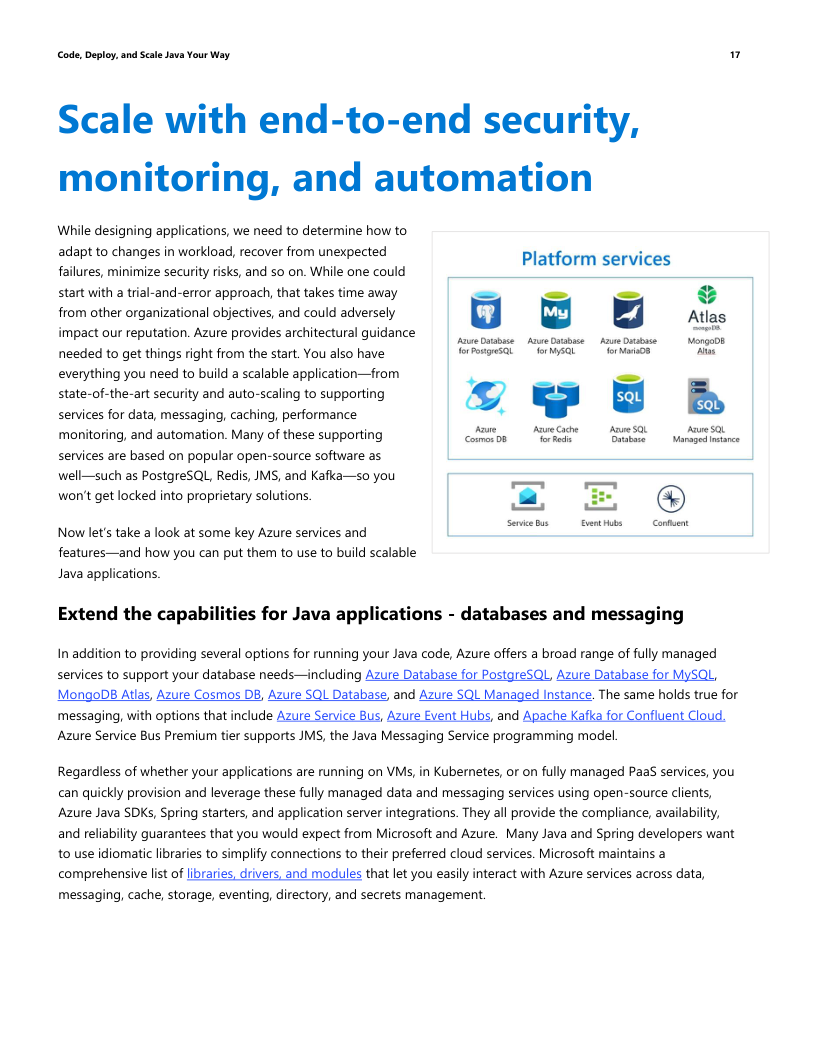 Code, Deploy, and Scale Java Your Way 17
Scale with end-to-end security,
monitoring, and automation
While designing applications, we need to determine how to
adapt to changes in workload, recover from unexpected
failures, minimize security risks, and so on. While one could
start with a trial-and-error approach, that takes time away
from other organizational objectives, and could adversely
impact our reputation. Azure provides architectural guidance
needed to get things right from the start. You also have
everything you need to build a scalable application—from
state-of-the-art security and auto-scaling to supporting
services for data, messaging, caching, performance
monitoring, and automation. Many of these supporting
services are based on popular open-source software as
well—such as PostgreSQL, Redis, JMS, and Kafka—so you
won’t get locked into proprietary solutions.
Now let’s take a look at some key Azure services and
features—and how you can put them to use to build scalable
Java applications.
Platform services
My
Atlas
mongoDB.
Azure Database Azure Database Azure Database MongoDB
for PostgreSQL for MySQL for MariaDB Altas
SQL SQL
Azure Azure Cache Azure SQL Azure SQL
Cosmos DB for Redis Database Managed Instance
Service Bus Event Hubs Confluent
Extend the capabilities for Java applications - databases and messaging
In addition to providing several options for running your Java code, Azure offers a broad range of fully managed
services to support your database needs—including Azure Database for PostgreSQL, Azure Database for MySQL,
MongoDB Atlas, Azure Cosmos DB, Azure SQL Database, and Azure SQL Managed Instance. The same holds true for
messaging, with options that include Azure Service Bus, Azure Event Hubs, and Apache Kafka for Confluent Cloud.
Azure Service Bus Premium tier supports JMS, the Java Messaging Service programming model.
Regardless of whether your applications are running on VMs, in Kubernetes, or on fully managed PaaS services, you
can quickly provision and leverage these fully managed data and messaging services using open-source clients,
Azure Java SDKs, Spring starters, and application server integrations. They all provide the compliance, availability,
and reliability guarantees that you would expect from Microsoft and Azure.  Many Java and Spring developers want
to use idiomatic libraries to simplify connections to their preferred cloud services. Microsoft maintains a
comprehensive list of libraries, drivers, and modules that let you easily interact with Azure services across data,
messaging, cache, storage, eventing, directory, and secrets management.